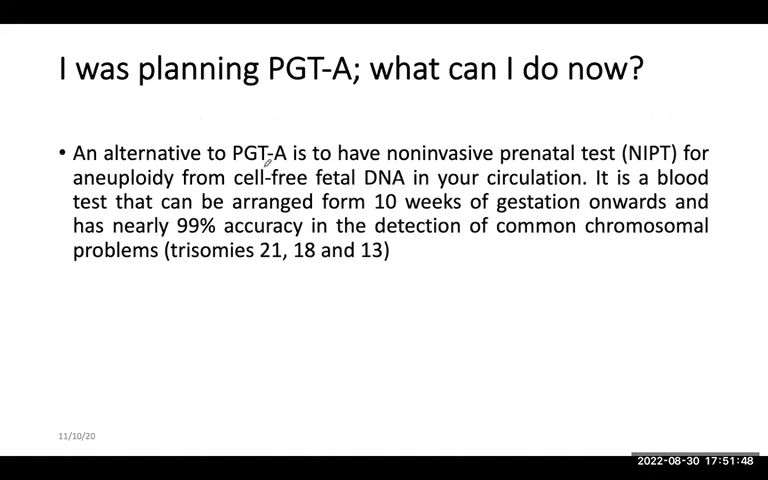 I was planning PGT-A; what can I do now?
• An alternative to PGT-A is to have noninvasive prenatal test (NIPT) for
aneuploidy from cell-free fetal DNA in your circulation. It is a blood
test that can be arranged form 10 weeks of gestation onwards and
has nearly 99% accuracy in the detection of common chromosomal
problems (trisomies 21, 18 and 13)
11/10/20
2022-08-30 17:51:48